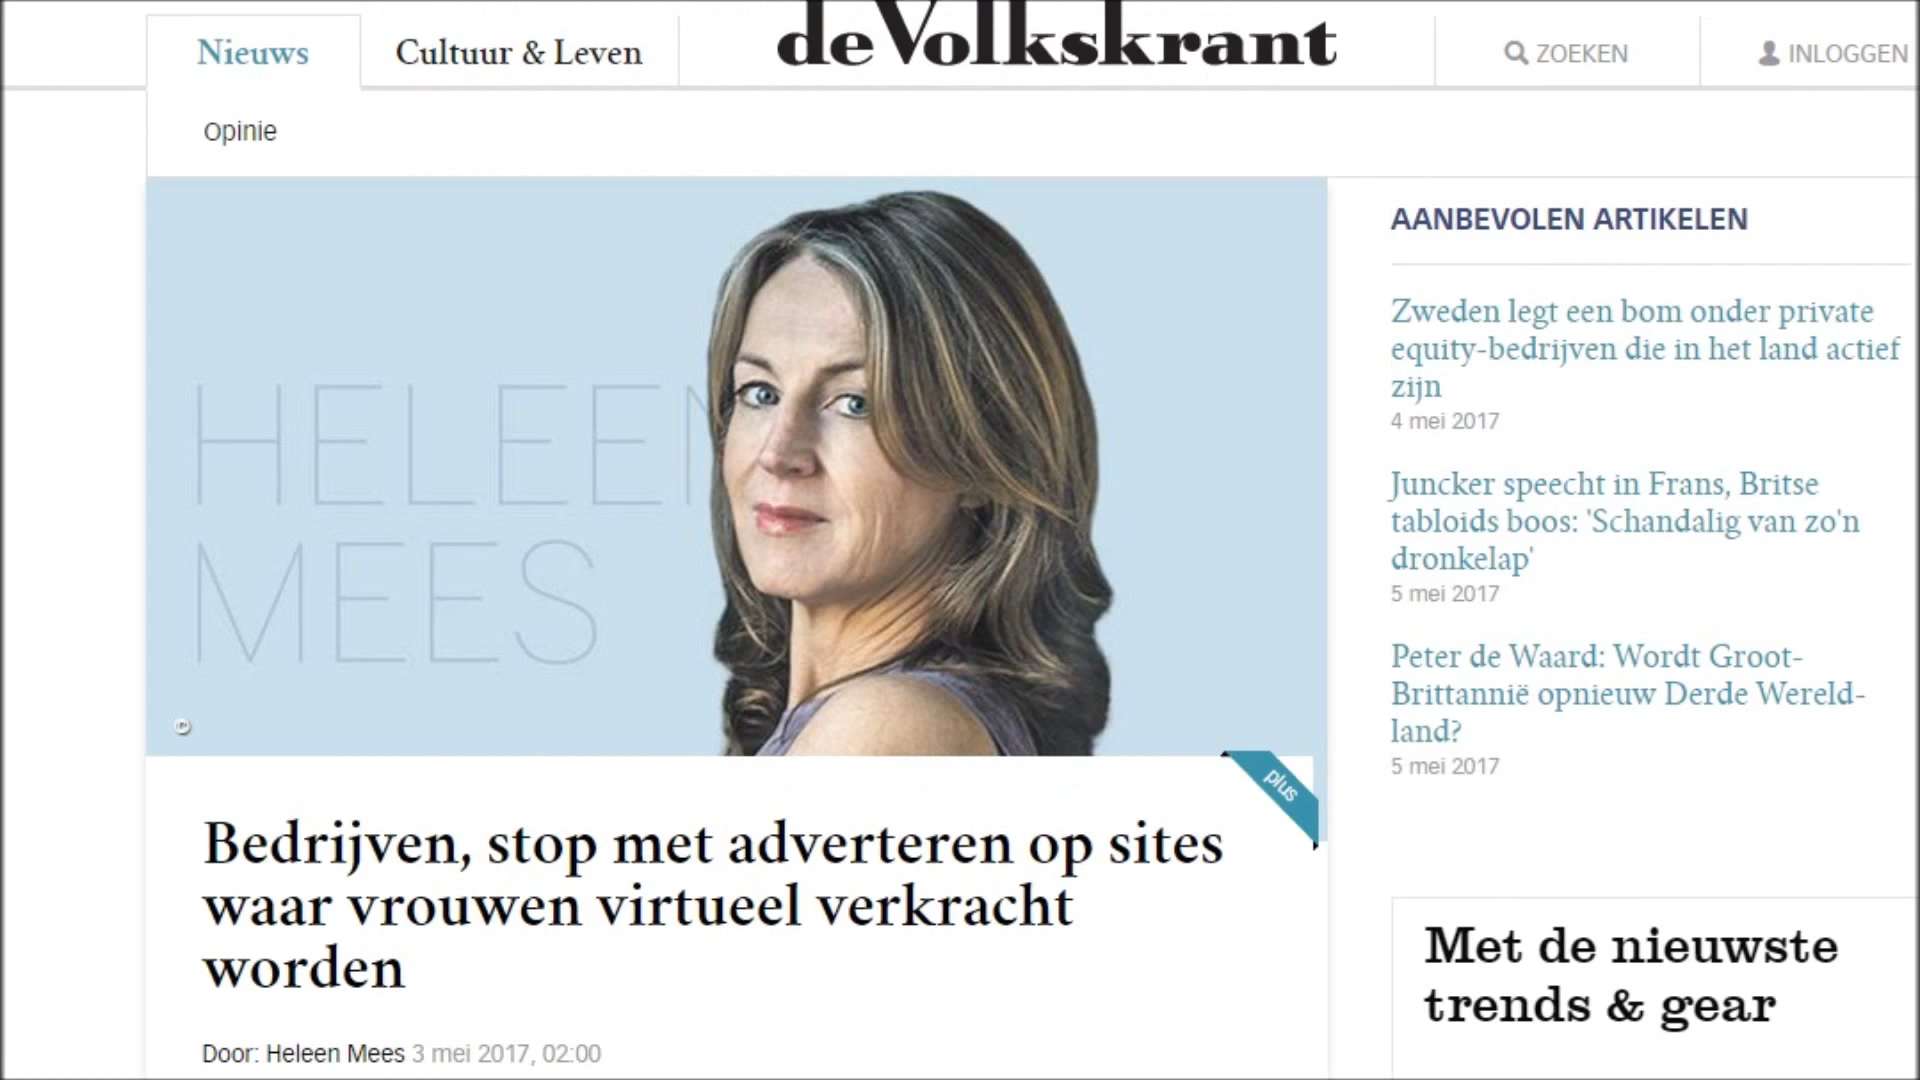 Nieuws
Cultuur & Leven
de Volkskrant
ZOEKEN
INLOGGEN
Opinie
HELEEN
MEES
plus
Bedrijven, stop met adverteren op sites
waar vrouwen virtueel verkracht
worden
Door: Heleen Mees 3 mei 2017, 02:00
AANBEVOLEN ARTIKELEN
Zweden legt een bom onder private
equity-bedrijven die in het land actief
zijn
4 mei 2017
Juncker speecht in Frans, Britse
tabloids boos: 'Schandalig van zo'n
dronkelap'
5 mei 2017
Peter de Waard: Wordt Groot-
Brittannië opnieuw Derde Wereld-
land?
5 mei 2017
Met de nieuwste
trends & gear